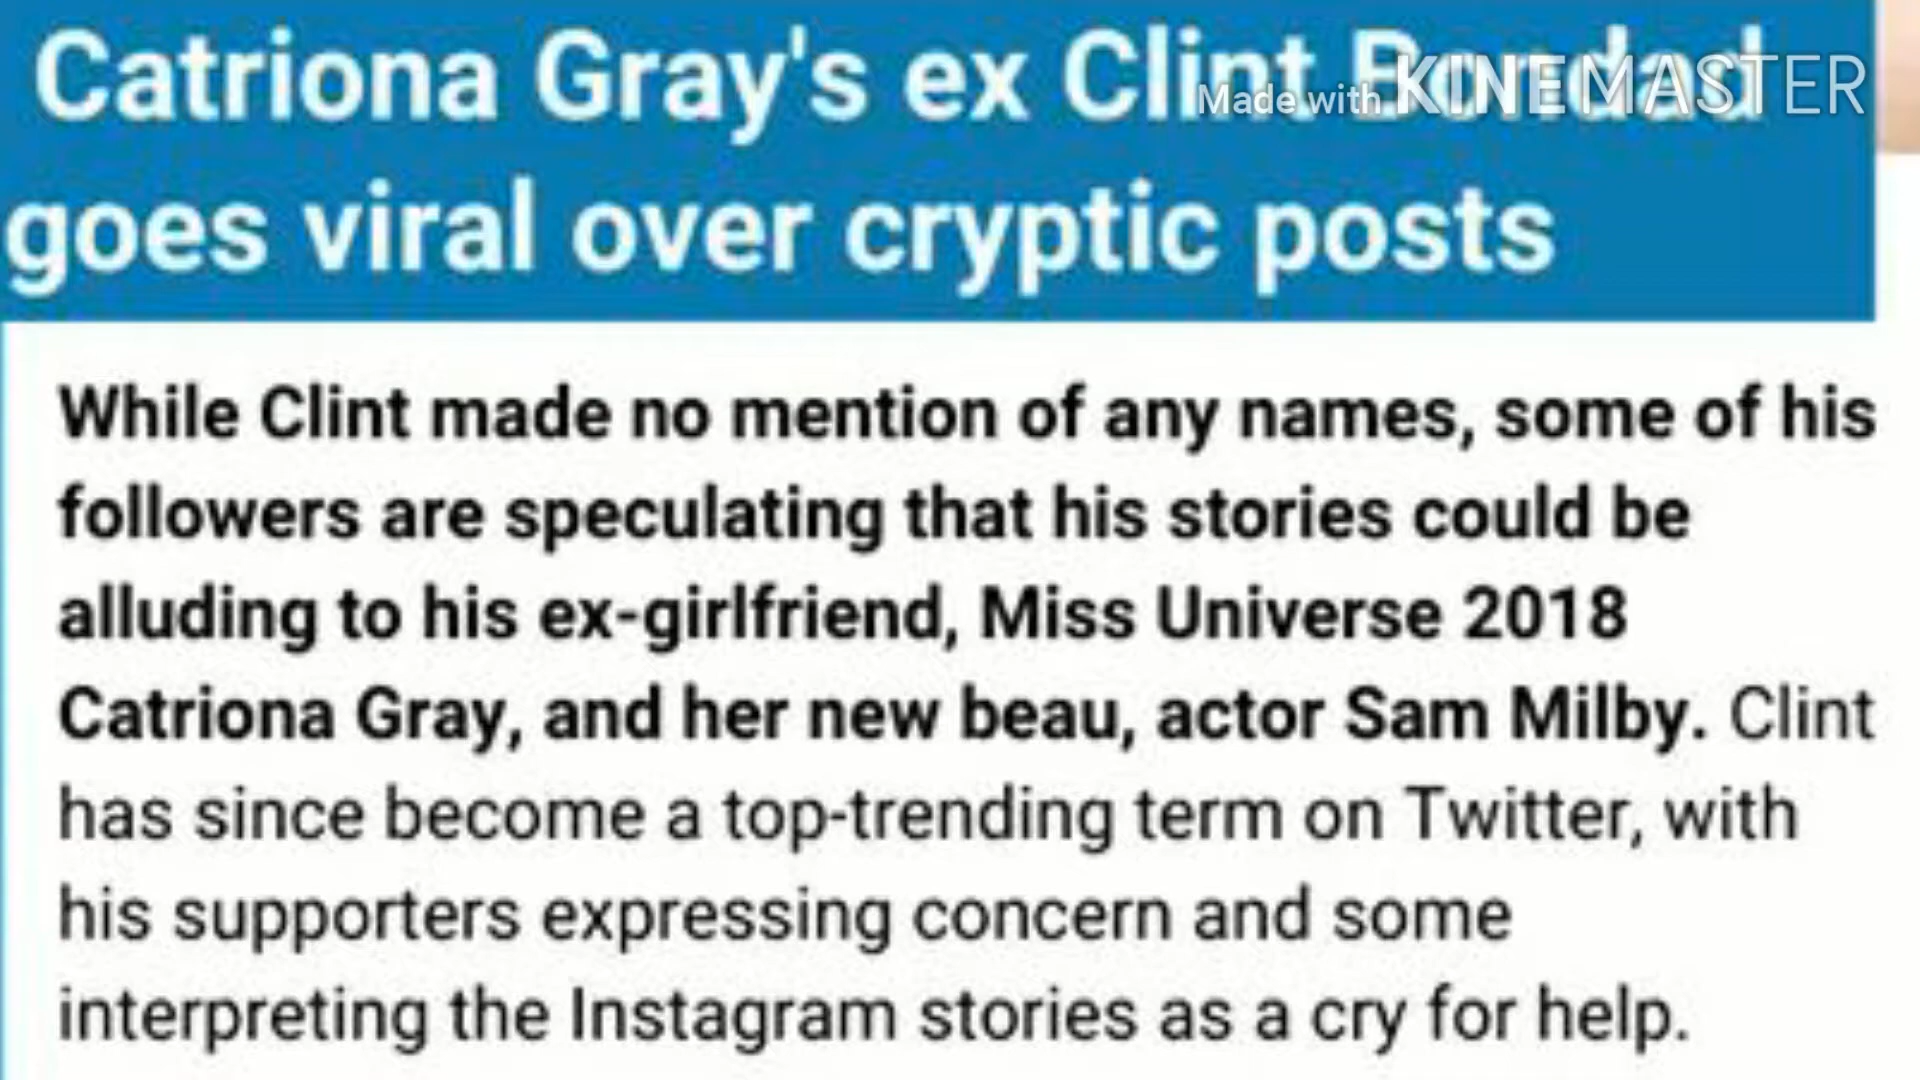 Catriona Gray's ex Clint Bondad
goes viral over cryptic posts
Made with KINEMASTER
While Clint made no mention of any names, some of his
followers are speculating that his stories could be
alluding to his ex-girlfriend, Miss Universe 2018
Catriona Gray, and her new beau, actor Sam Milby. Clint
has since become a top-trending term on Twitter, with
his supporters expressing concern and some
interpreting the Instagram stories as a cry for help.